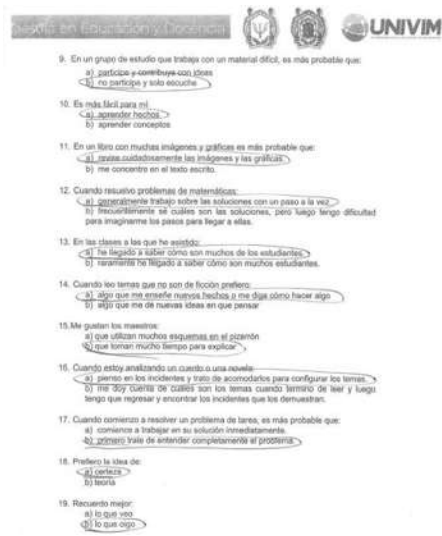 en Educación y Docencia
UNIVIM
9. En un grupo de estudio que trabaja con un material difícil, es más probable que:
a) participe y contribuya con ideas
b) no participe y solo escuche
10. Es más fácil para mí
a) aprender hechos
b) aprender conceptos
11. En un libro con muchas imágenes y gráficas es más probable que:
a) revise cuidadosamente las imágenes y las gráficas
b) me concentre en el texto escrito
12. Cuando resuelvo problemas de matemáticas:
a) generalmente trabajo sobre las soluciones con un paso a la vez
b) frecuentemente sé cuáles son las soluciones, pero luego tengo dificultad
para imaginarme los pasos para llegar a ellas.
13. En las clases a las que he asistido:
a) he llegado a saber cómo son muchos de los estudiantes
b) raramente he llegado a saber cómo son muchos estudiantes.
14. Cuando leo temas que no son de ficción prefiero:
a) algo que me enseñe nuevos hechos o me diga cómo hacer algo
b) algo que me de nuevas ideas en que pensar
15. Me gustan los maestros:
a) que utilizan muchos esquemas en el pizarrón
b) que toman mucho tiempo para explicar
16. Cuando estoy analizando un cuento o una novela:
a) pienso en los incidentes y trato de acomodarlos para configurar los temas.
b) me doy cuenta de cuáles son los temas cuando termino de leer y luego
tengo que regresar y encontrar los incidentes que los demuestran.
17. Cuando comienzo a resolver un problema de tarea, es más probable que:
a) comience a trabajar en su solución inmediatamente.
b) primero trate de entender completamente el problema.
18. Prefiero la idea de:
a) certeza
b) teoría
19. Recuerdo mejor:
a) lo que veo
b) lo que oigo